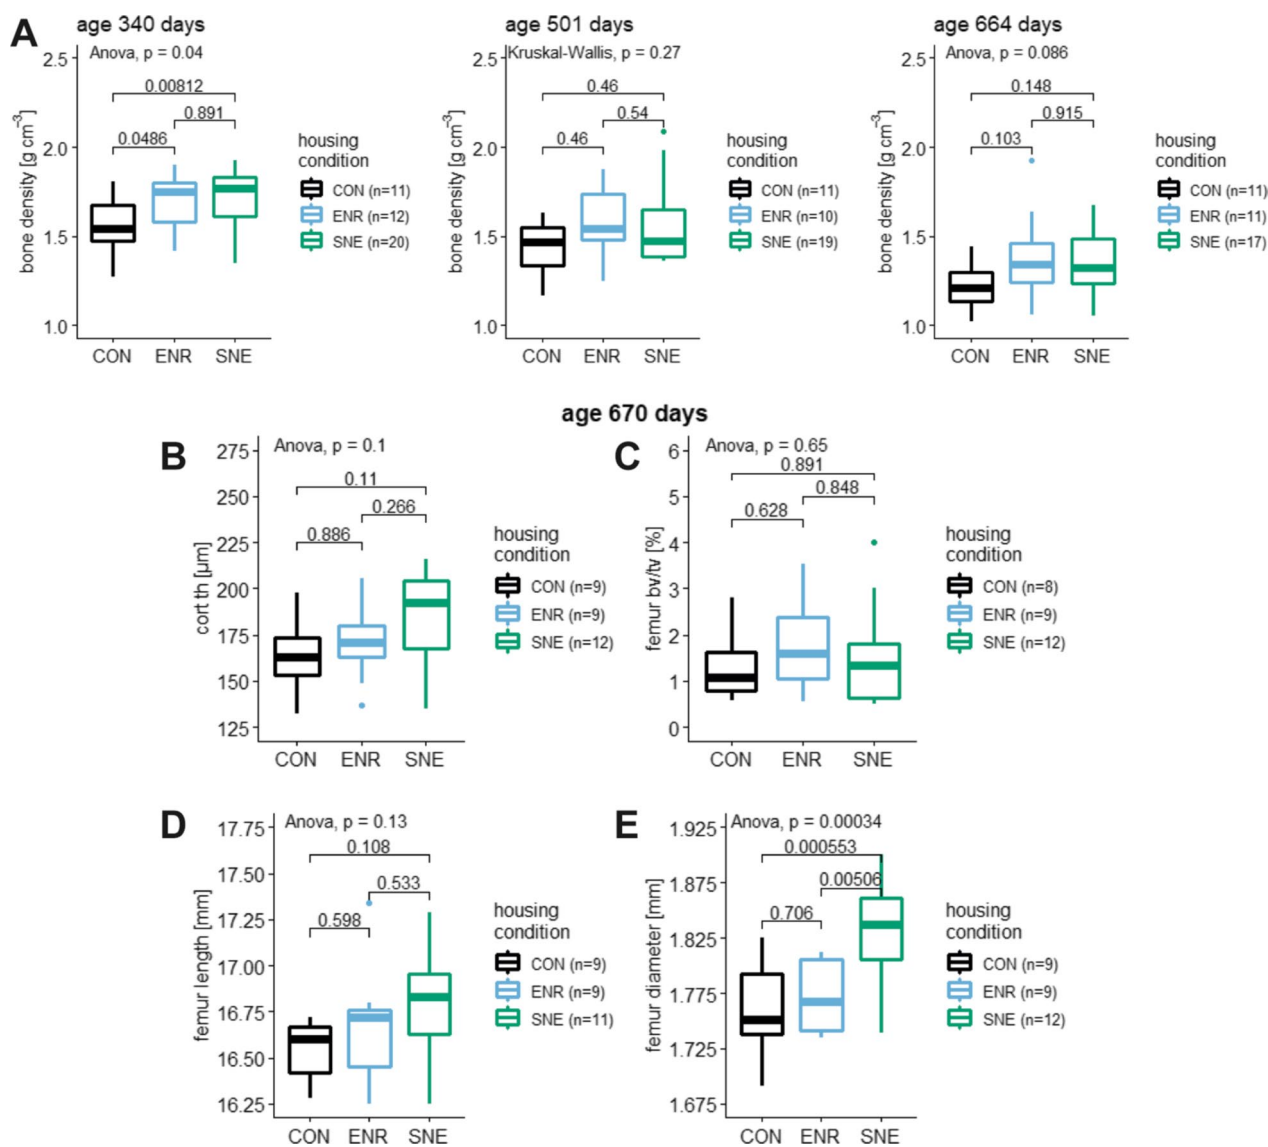 A
age 340 days
Anova, p = 0.04
2.5
2.0
1.5
1.0
bone density [g cm⁻³]
0.00812
0.891
0.0486
CON ENR SNE
housing
condition
CON (n=11)
ENR (n=12)
SNE (n=20)
age 501 days
Kruskal-Wallis, p = 0.27
2.5
2.0
1.5
1.0
bone density [g cm⁻³]
0.46
0.54
0.46
CON ENR SNE
housing
condition
CON (n=11)
ENR (n=10)
SNE (n=19)
age 664 days
Anova, p = 0.086
2.5
2.0
1.5
1.0
bone density [g cm⁻³]
0.148
0.915
0.103
CON ENR SNE
housing
condition
CON (n=11)
ENR (n=11)
SNE (n=17)
age 670 days
B
Anova, p = 0.1
275
250
225
200
175
150
125
cort th [µm]
0.11
0.266
0.886
CON ENR SNE
housing
condition
CON (n=9)
ENR (n=9)
SNE (n=12)
C
Anova, p = 0.65
6
5
4
3
2
1
0
femur bv/tv [%]
0.891
0.848
0.628
CON ENR SNE
housing
condition
CON (n=8)
ENR (n=9)
SNE (n=12)
D
Anova, p = 0.13
17.75
17.50
17.25
17.00
16.75
16.50
16.25
femur length [mm]
0.108
0.533
0.598
CON ENR SNE
housing
condition
CON (n=9)
ENR (n=9)
SNE (n=11)
E
Anova, p = 0.00034
1.925
1.875
1.825
1.775
1.725
1.675
femur diameter [mm]
0.000553
0.00506
0.706
CON ENR SNE
housing
condition
CON (n=9)
ENR (n=9)
SNE (n=12)